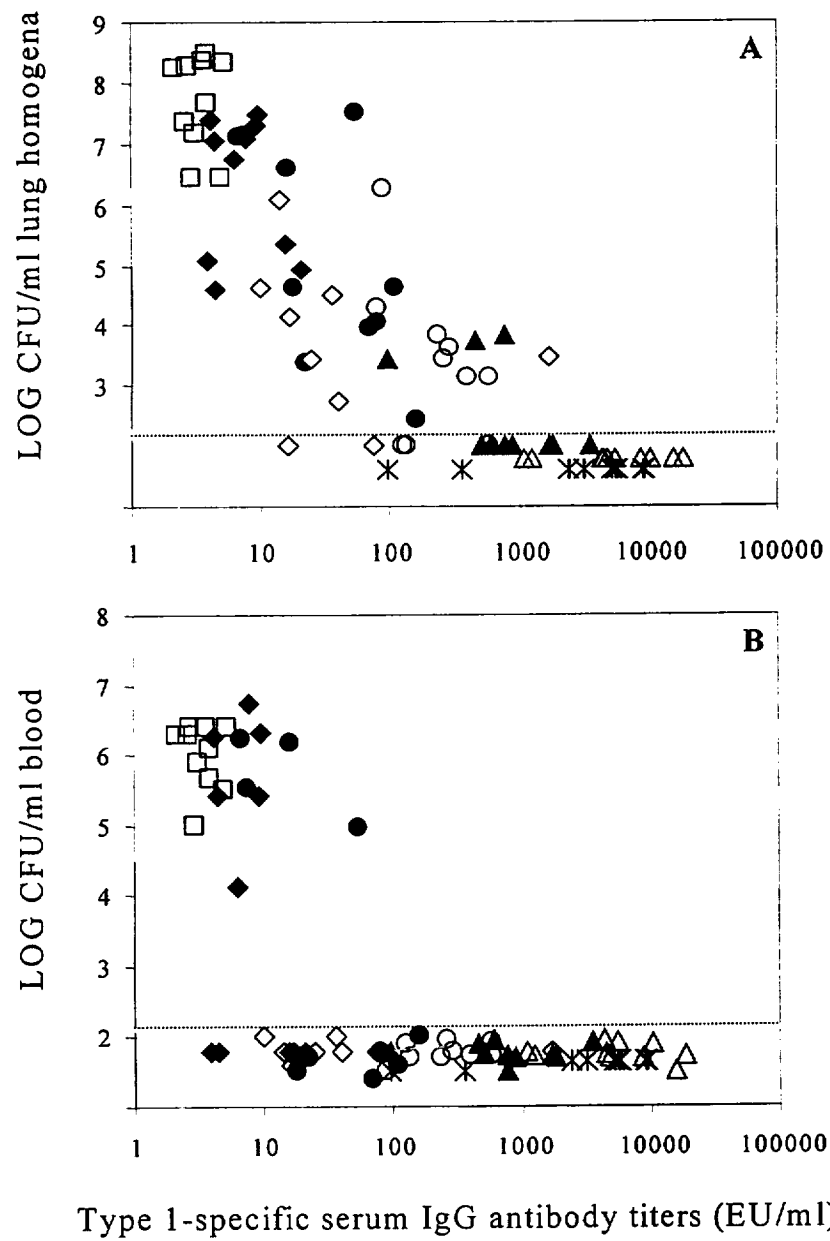 A
LOG CFU/ml lung homogena
9
8
7
6
5
4
3
1 10 100 1000 10000 100000
B
LOG CFU/ml blood
8
7
6
5
4
3
2
1 10 100 1000 10000 100000
Type 1-specific serum IgG antibody titers (EU/ml)